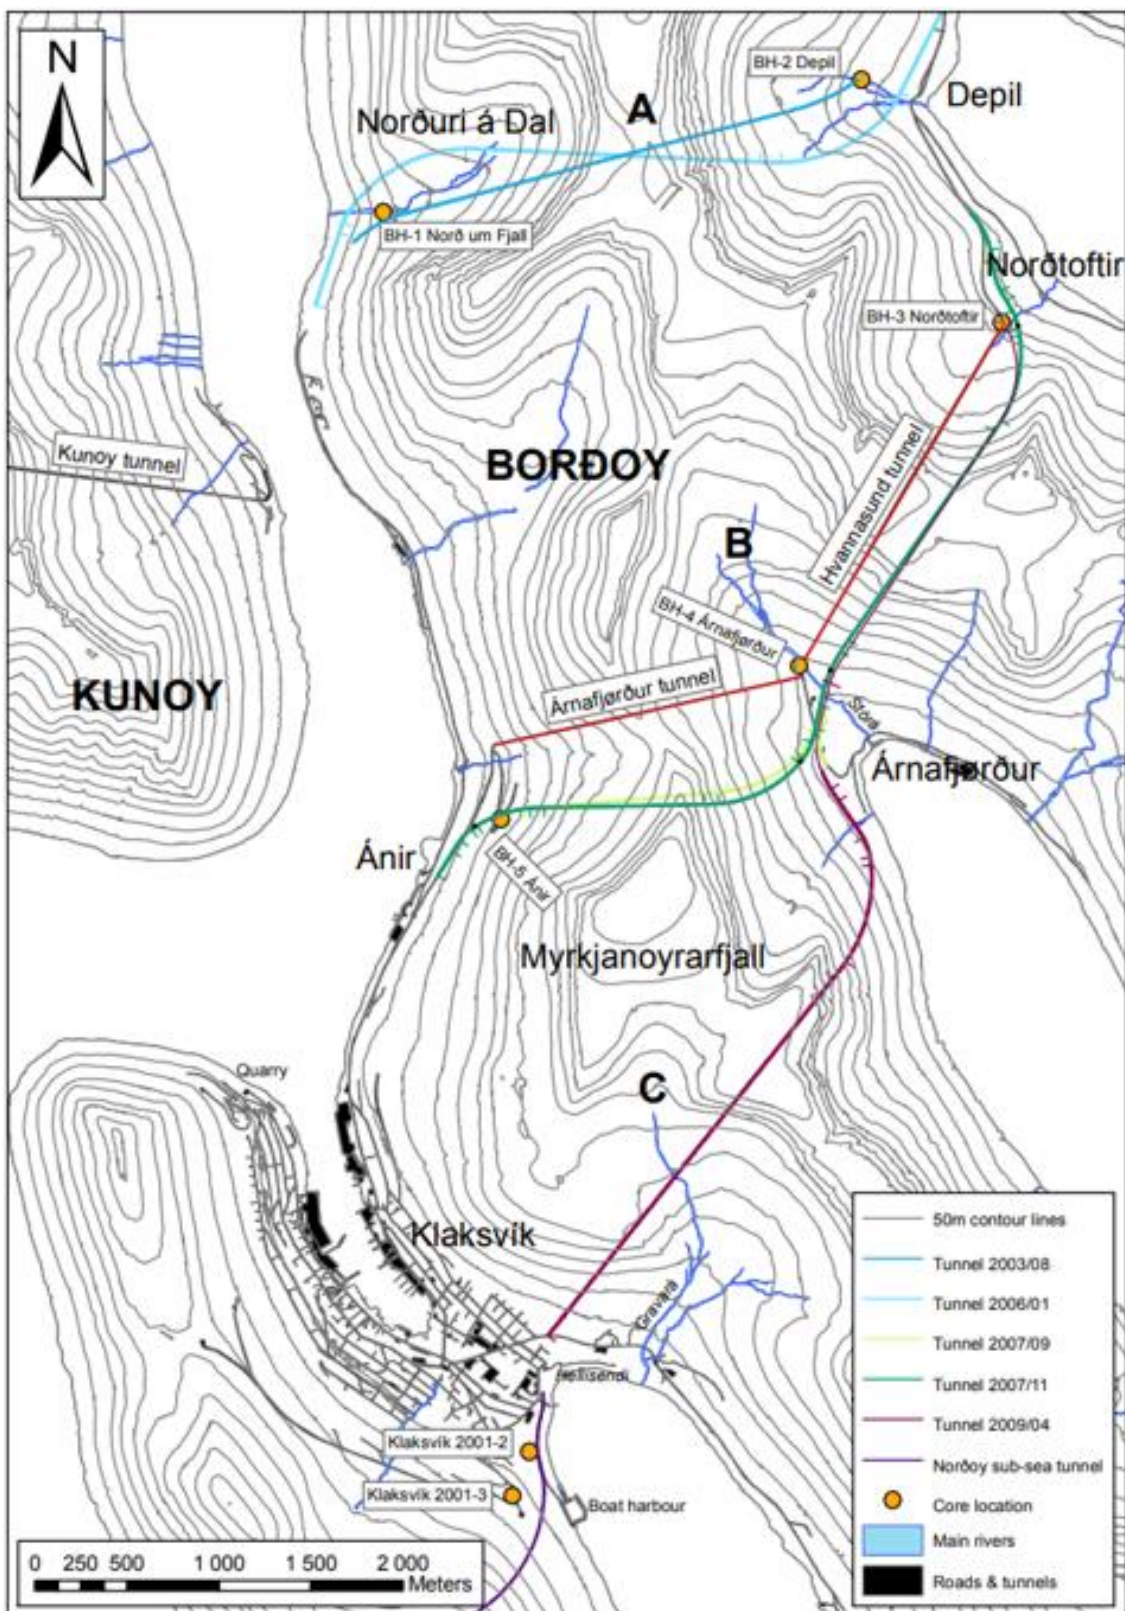 N
BH-2 Depil
Depil
A
Norðuri á Dal
BH-1 Norð um Fjall
Norðtoftir
BH-3 Norðtoftir
Kunoy tunnel
BORÐOY
Hvannasund tunnel
B
BH-4 Árnafjørður
KUNOY
Árnafjørður tunnel
Stórá
Árnafjørður
Ánir
BH-5 Ánir
Myrkjanoyrarfjall
Quarry
C
Klaksvík
Gravará
Klaksvík 2001-2
Klaksvík 2001-3
Boat harbour
50m contour lines
Tunnel 2003/08
Tunnel 2006/01
Tunnel 2007/09
Tunnel 2007/11
Tunnel 2009/04
Norðoy sub-sea tunnel
Core location
Main rivers
Roads & tunnels
0 250 500 1 000 1 500 2 000
Meters